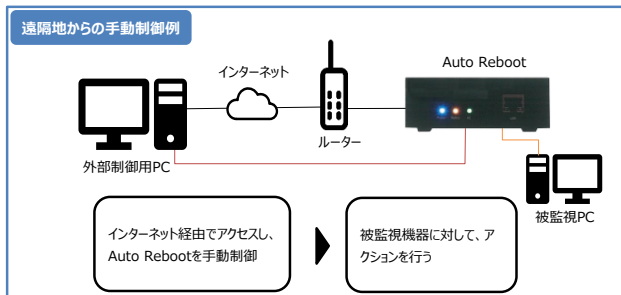 遠隔地からの手動制御例
Auto Reboot
インターネット
ルーター
外部制御用PC
被監視PC
インターネット経由でアクセスし、
Auto Rebootを手動制御
被監視機器に対して、ア
クションを行う